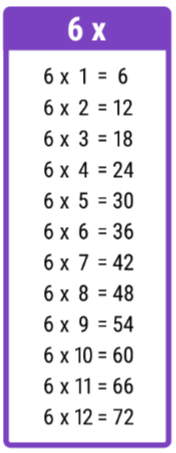 6 x
6 x 1 = 6
6 x 2 = 12
6 x 3 = 18
6 x 4 = 24
6 x 5 = 30
6 x 6 = 36
6 x 7 = 42
6 x 8 = 48
6 x 9 = 54
6 x 10 = 60
6 x 11 = 66
6 x 12 = 72